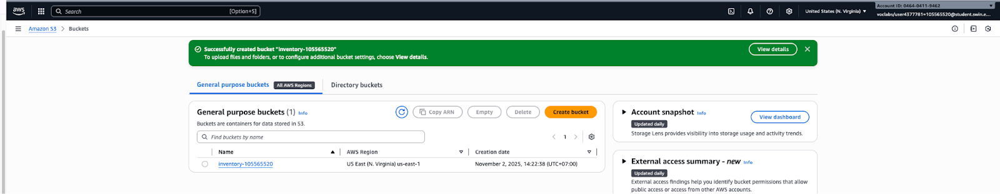 aws
Search
[Option+S]
United States (N. Virginia)
Account ID: 0464-0411-9462
voclabs/user4377781=105565520@student.swin.e...
Amazon S3 > Buckets
Successfully created bucket "inventory-105565520"
To upload files and folders, or to configure additional bucket settings, choose View details.
View details
General purpose buckets All AWS Regions
Directory buckets
General purpose buckets (1) Info
Copy ARN
Empty
Delete
Create bucket
Buckets are containers for data stored in S3.
Find buckets by name
1
Name AWS Region Creation date
inventory-105565520 US East (N. Virginia) us-east-1 November 2, 2025, 14:22:38 (UTC+07:00)
Account snapshot Info
View dashboard
Updated daily
Storage Lens provides visibility into storage usage and activity trends.
External access summary - new Info
Updated daily
External access findings help you identify bucket permissions that allow
public access or access from other AWS accounts.